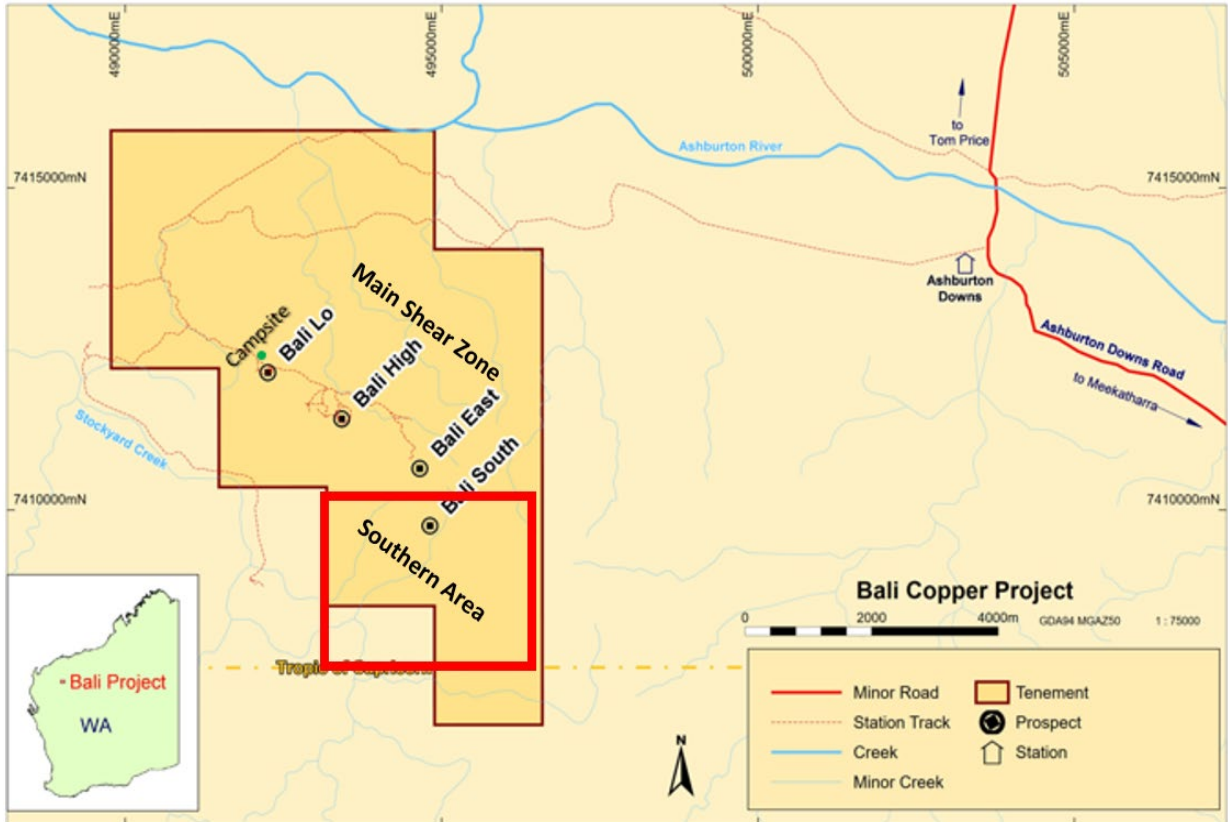 490000mE
495000mE
500000mE
505000mE
to
Tom Price
Ashburton River
7415000mN
7415000mN
Ashburton
Downs
Main Shear Zone
Campsite
Bali Lo
Bali High
Ashburton Downs Road
to Meekatharra
Bali East
Stockyard Creek
Bali South
7410000mN
7410000mN
Southern Area
Bali Copper Project
0
2000
4000m
GDA94 MGAZ50
1 : 75000
Tropic of Capricorn
Bali Project
WA
N
Minor Road
Tenement
Station Track
Prospect
Creek
Station
Minor Creek